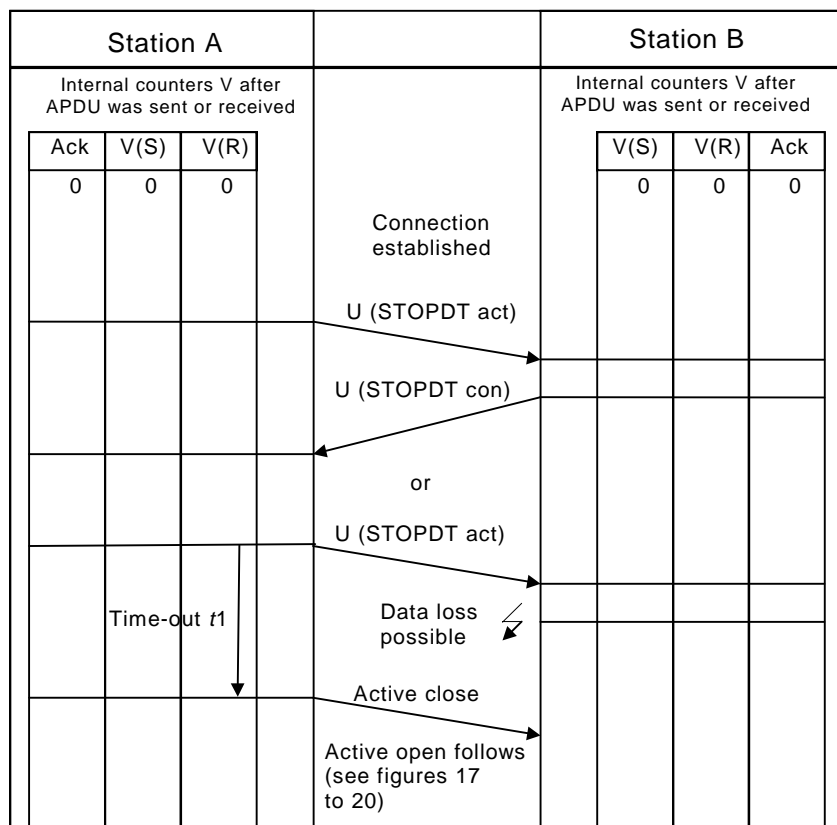 Station A
Station B
Internal counters V after
APDU was sent or received
Internal counters V after
APDU was sent or received
Ack V(S) V(R)
V(S) V(R) Ack
0 0 0
0 0 0
Connection
established
U (STOPDT act)
U (STOPDT con)
or
U (STOPDT act)
Time-out t1
Data loss
possible
Active close
Active open follows
(see figures 17
to 20)